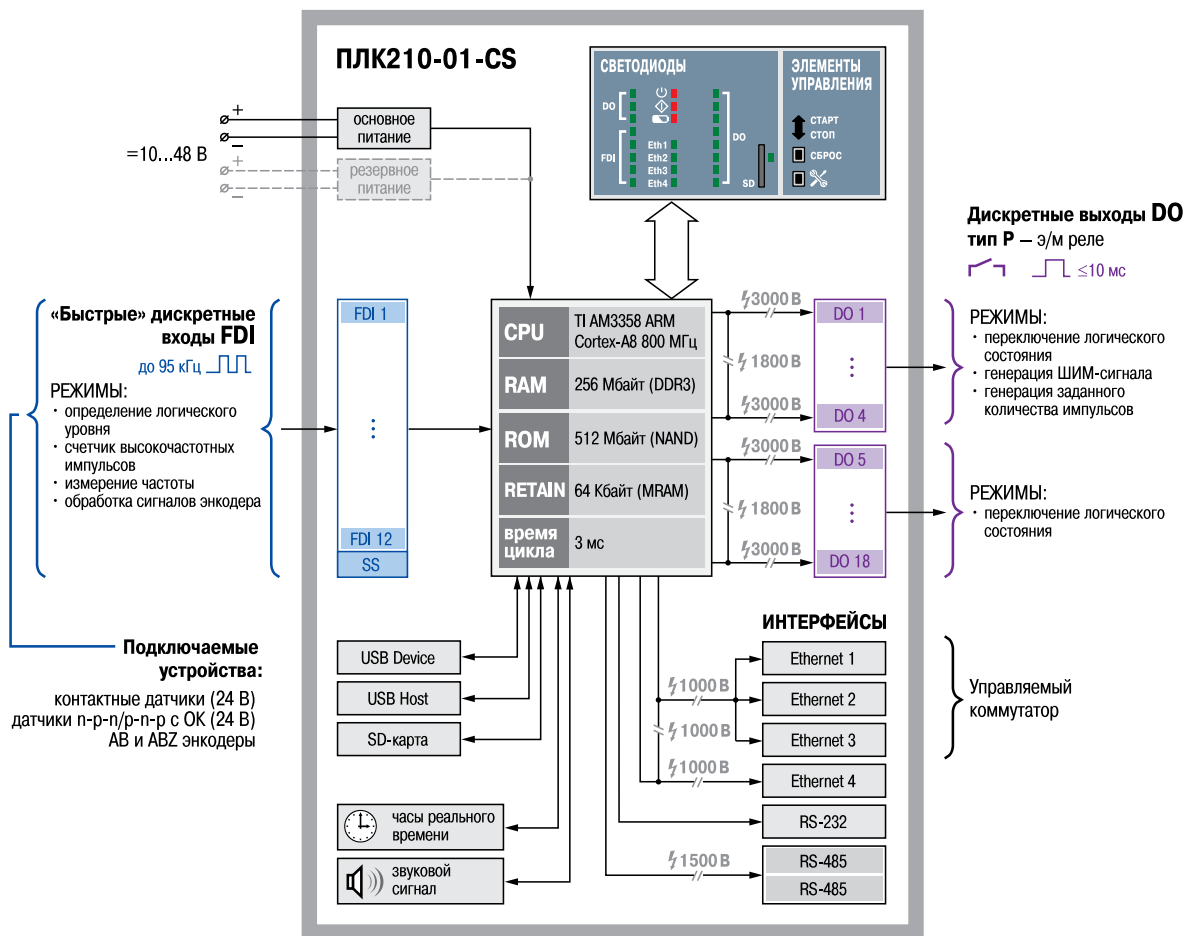 ПЛК210-01-CS
СВЕТОДИОДЫ
DO
FDI
Eth1
Eth2
Eth3
Eth4
DO
SD
ЭЛЕМЕНТЫ
УПРАВЛЕНИЯ
СТАРТ
СТОП
СБРОС
=10...48 В
+
–
основное
питание
+
–
резервное
питание
«Быстрые» дискретные
входы FDI
до 95 кГц
РЕЖИМЫ:
· определение логического
уровня
· счетчик высокочастотных
импульсов
· измерение частоты
· обработка сигналов энкодера
Подключаемые
устройства:
контактные датчики (24 В)
датчики n-p-n/p-n-p с ОК (24 В)
АВ и ABZ энкодеры
FDI 1
⋮
FDI 12
SS
CPU
TI AM3358 ARM
Cortex-A8 800 МГц
RAM
256 Мбайт (DDR3)
ROM
512 Мбайт (NAND)
RETAIN
64 Кбайт (MRAM)
время
цикла
3 мс
3000 В
1800 В
3000 В
3000 В
1800 В
3000 В
DO 1
⋮
DO 4
DO 5
⋮
DO 18
Дискретные выходы DO
тип Р – э/м реле
≤10 мс
РЕЖИМЫ:
· переключение логического
состояния
· генерация ШИМ-сигнала
· генерация заданного
количества импульсов
РЕЖИМЫ:
· переключение логического
состояния
USB Device
USB Host
SD-карта
часы реального
времени
звуковой
сигнал
ИНТЕРФЕЙСЫ
1000 В
1000 В
1000 В
1500 В
Ethernet 1
Ethernet 2
Ethernet 3
Ethernet 4
RS-232
RS-485
RS-485
Управляемый
коммутатор